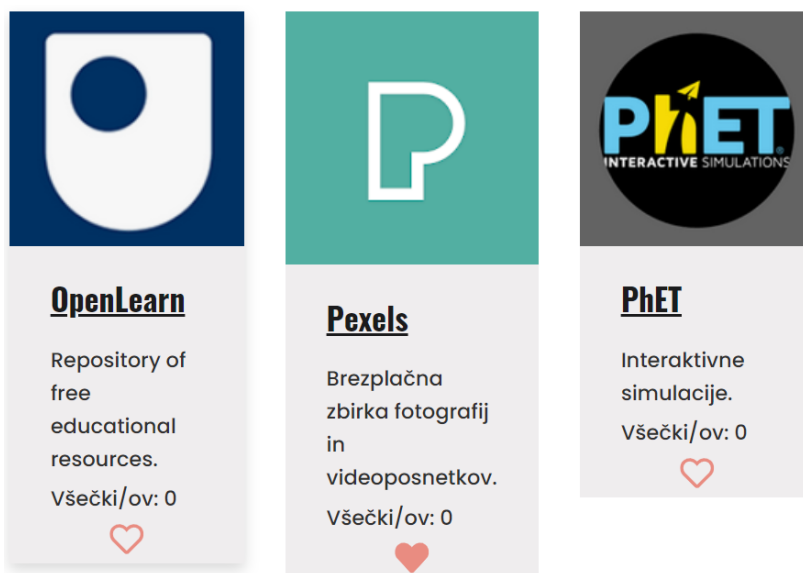 OpenLearn
Repository of
free
educational
resources.
Všečki/ov: 0
P
Pexels
Brezplačna
zbirka fotografij
in
videoposnetkov.
Všečki/ov: 0
PhET
INTERACTIVE SIMULATIONS
PhET
Interaktivne
simulacije.
Všečki/ov: 0